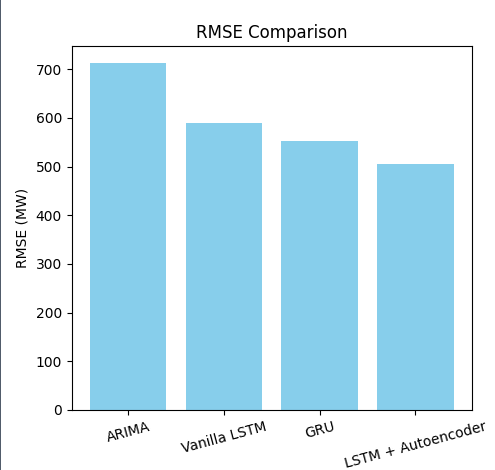 RMSE Comparison
RMSE (MW)
700
600
500
400
300
200
100
0
ARIMA
Vanilla LSTM
GRU
LSTM + Autoencoder